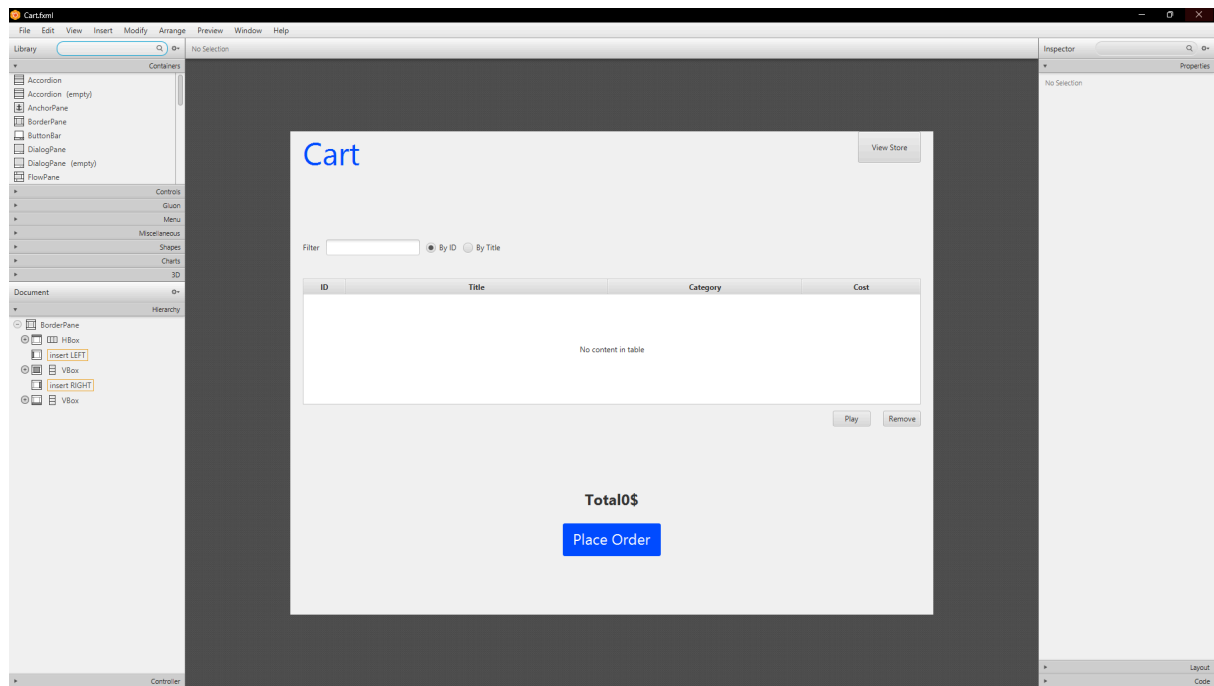 Cart.fxml
File Edit View Insert Modify Arrange Preview Window Help
Library
No Selection
Inspector
Containers
Properties
Accordion
No Selection
Accordion (empty)
AnchorPane
BorderPane
ButtonBar
DialogPane
DialogPane (empty)
FlowPane
Controls
Gluon
Menu
Miscellaneous
Shapes
Charts
3D
Document
Hierarchy
BorderPane
HBox
insert LEFT
VBox
insert RIGHT
VBox
Controller
Cart
View Store
Filter By ID By Title
ID Title Category Cost
No content in table
Play Remove
Total0$
Place Order
Layout
Code